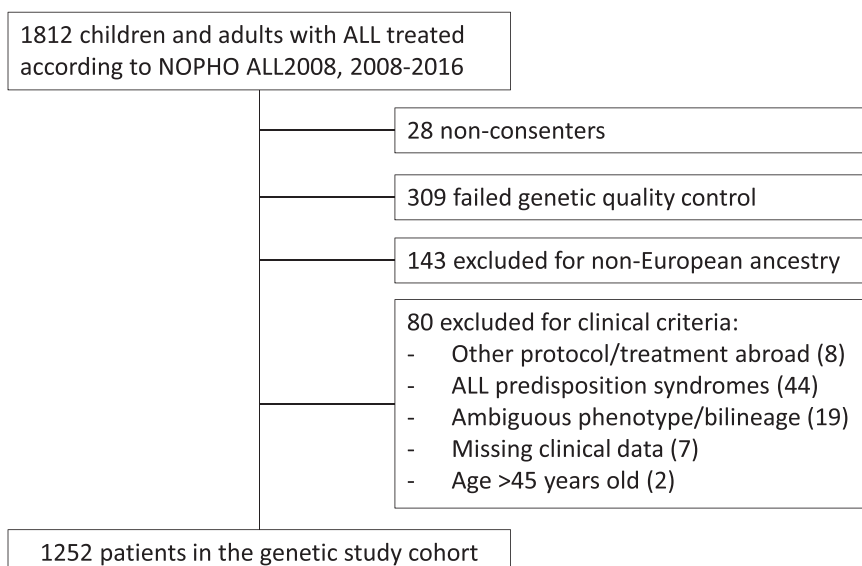 1812 children and adults with ALL treated
according to NOPHO ALL2008, 2008-2016
28 non-consenters
309 failed genetic quality control
143 excluded for non-European ancestry
80 excluded for clinical criteria:
- Other protocol/treatment abroad (8)
- ALL predisposition syndromes (44)
- Ambiguous phenotype/bilineage (19)
- Missing clinical data (7)
- Age >45 years old (2)
1252 patients in the genetic study cohort